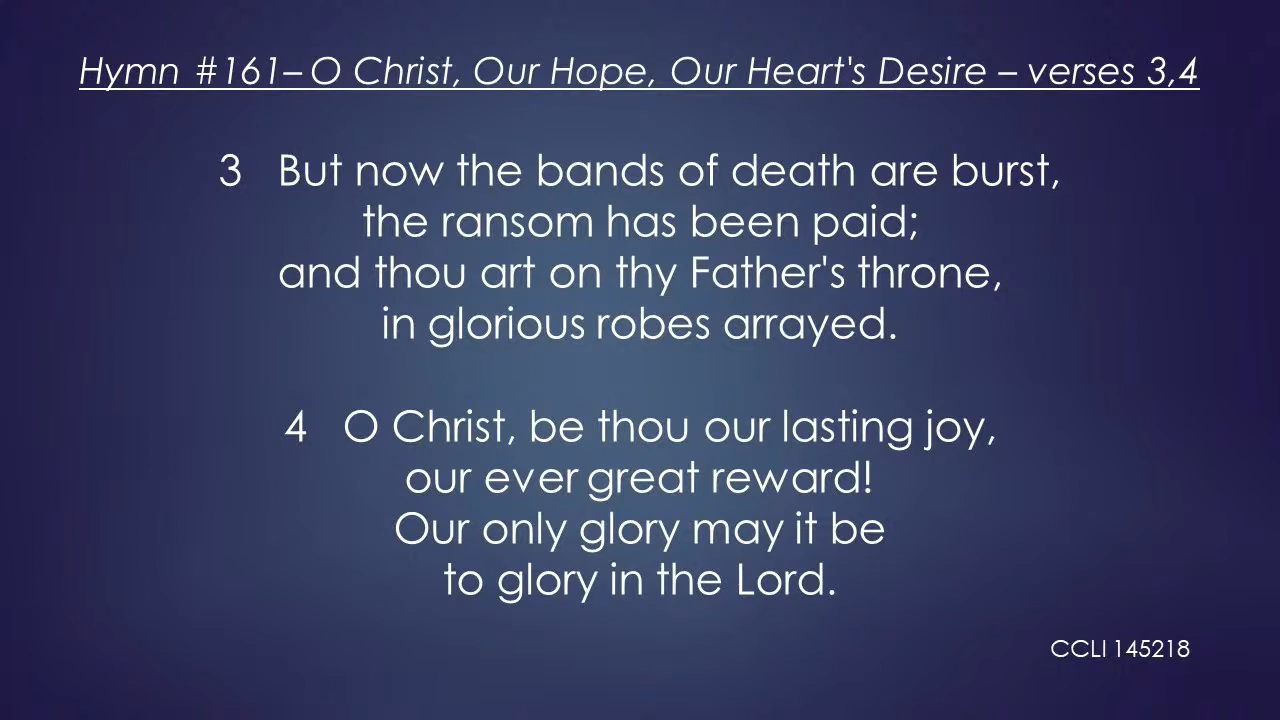 Hymn #161– O Christ, Our Hope, Our Heart's Desire – verses 3,4
3 But now the bands of death are burst,
the ransom has been paid;
and thou art on thy Father's throne,
in glorious robes arrayed.
4 O Christ, be thou our lasting joy,
our ever great reward!
Our only glory may it be
to glory in the Lord.
CCLI 145218